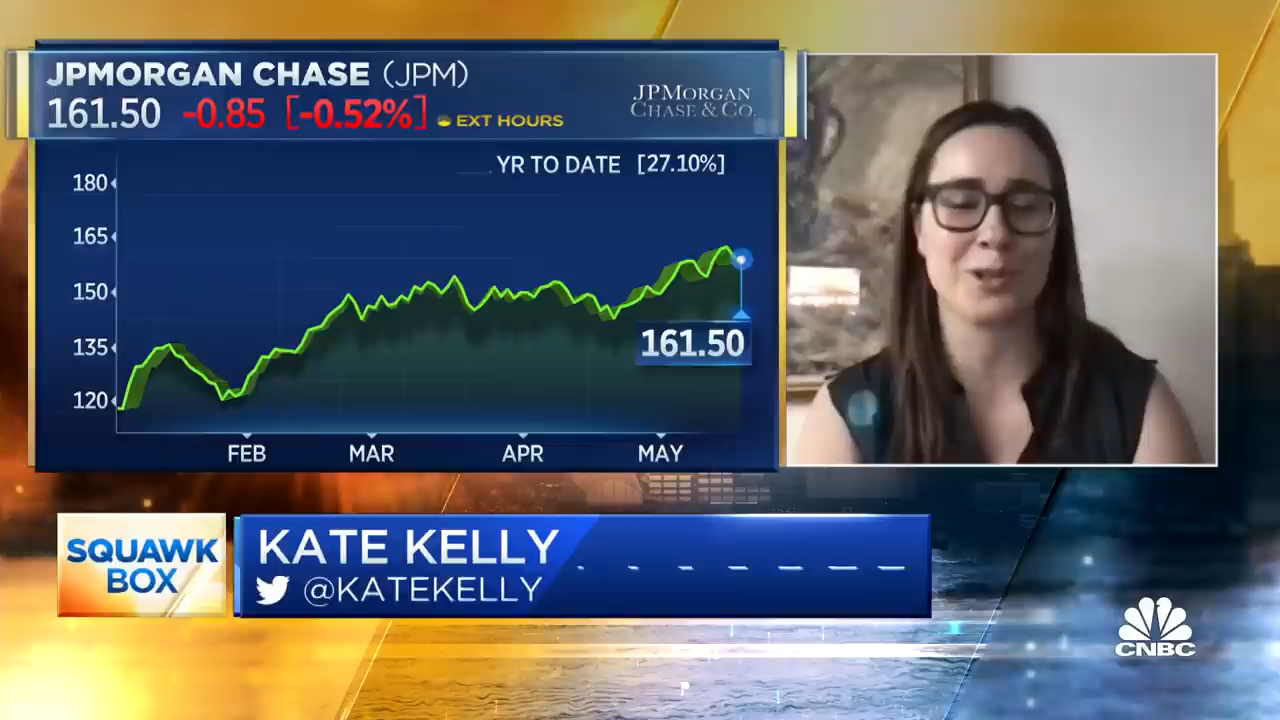 JPMORGAN CHASE (JPM)
161.50 -0.85 [-0.52%] EXT HOURS
JPMORGAN
CHASE & CO.
YR TO DATE [27.10%]
180
165
150
135
120
161.50
FEB MAR APR MAY
SQUAWK
BOX
KATE KELLY
@KATEKELLY
CNBC
P